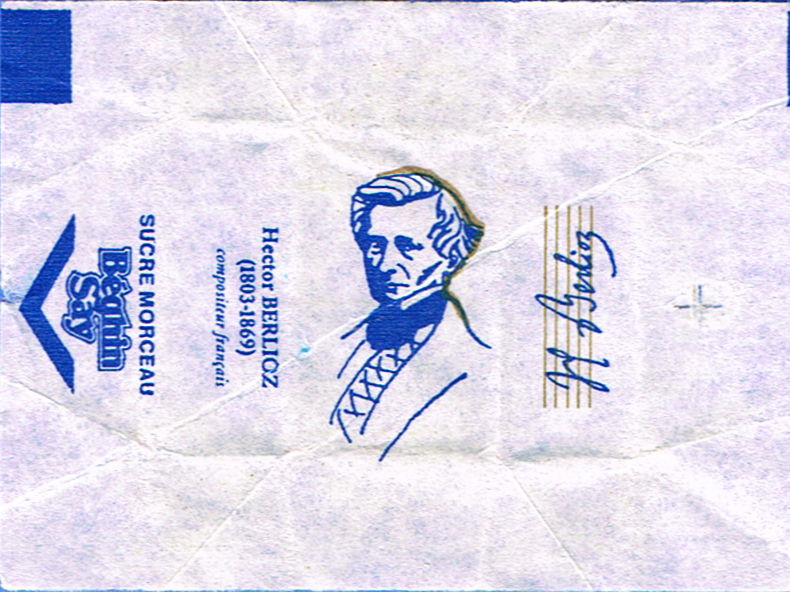 SUCRE MORCEAU
Béghin
Say
Hector BERLIOZ
(1803-1869)
compositeur français
H. Berlioz